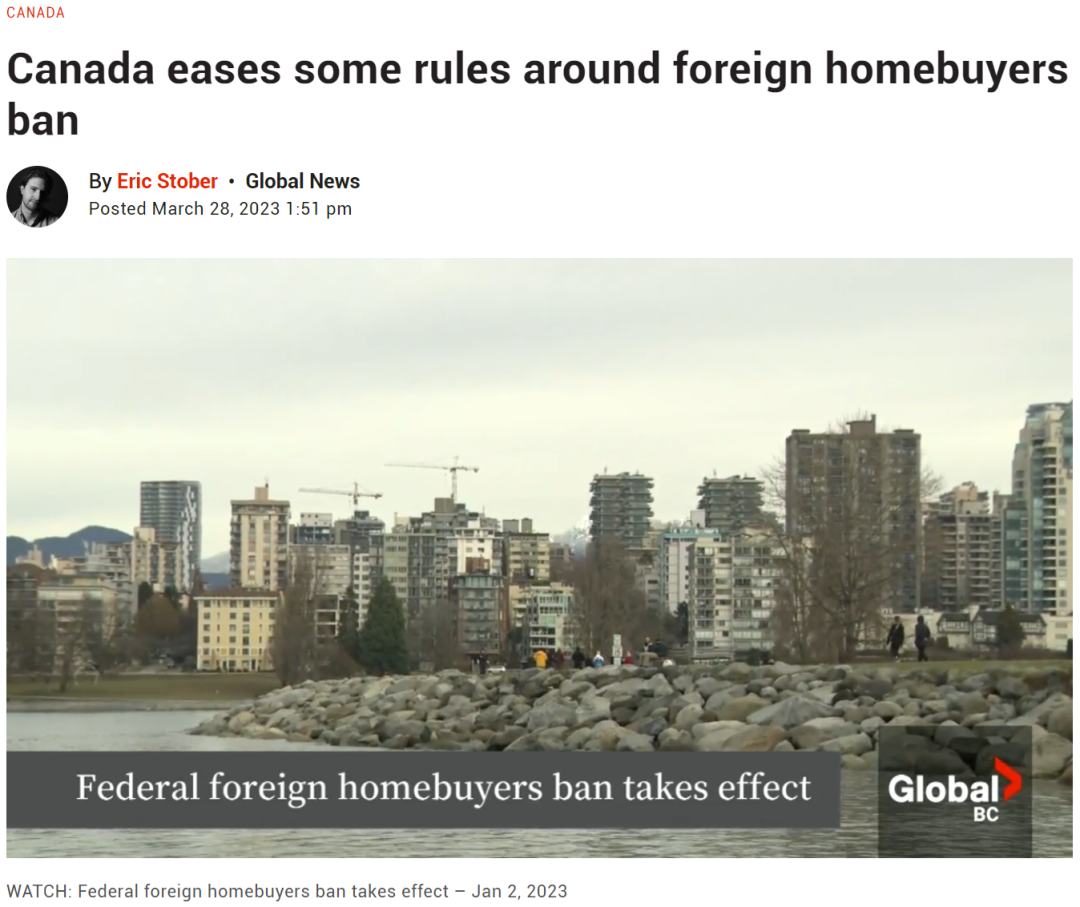 CANADA
Canada eases some rules around foreign homebuyers
ban
By Eric Stober • Global News
Posted March 28, 2023 1:51 pm
Federal foreign homebuyers ban takes effect
Global
BC
WATCH: Federal foreign homebuyers ban takes effect – Jan 2, 2023